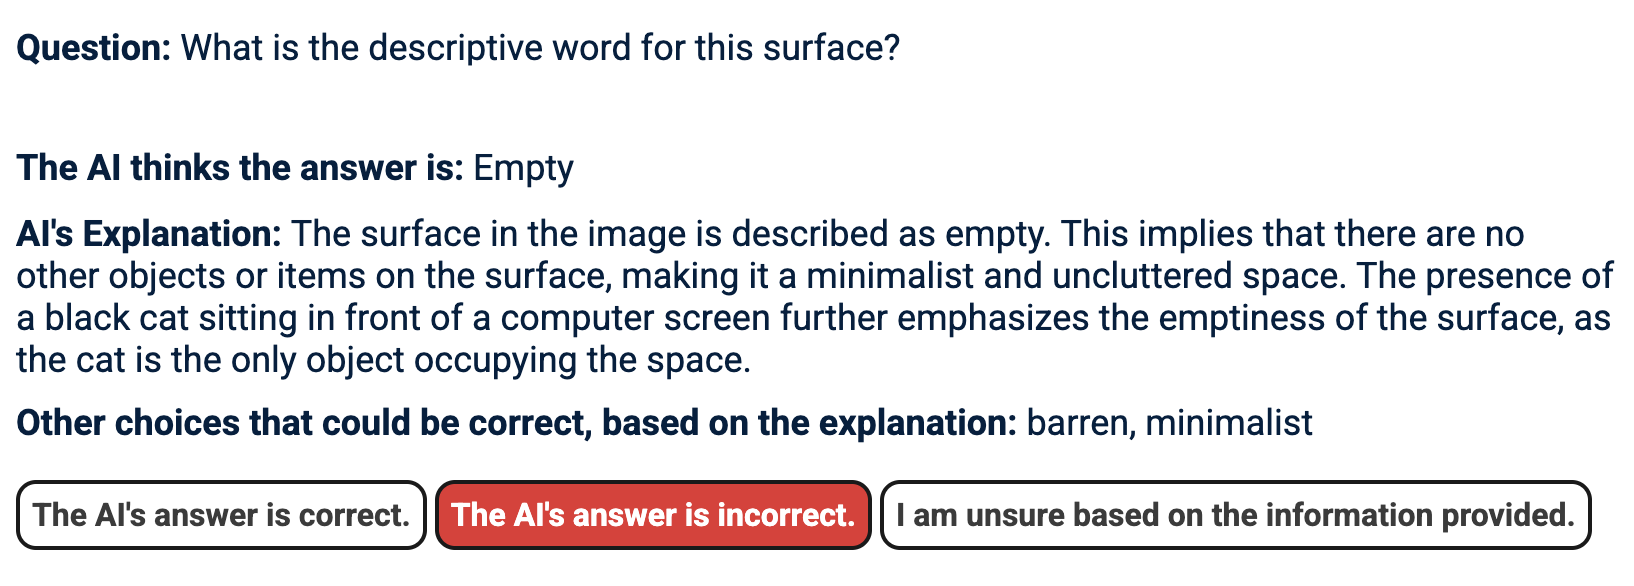 Question: What is the descriptive word for this surface?
The AI thinks the answer is: Empty
AI's Explanation: The surface in the image is described as empty. This implies that there are no
other objects or items on the surface, making it a minimalist and uncluttered space. The presence of
a black cat sitting in front of a computer screen further emphasizes the emptiness of the surface, as
the cat is the only object occupying the space.
Other choices that could be correct, based on the explanation: barren, minimalist
The AI's answer is correct. The AI's answer is incorrect. I am unsure based on the information provided.